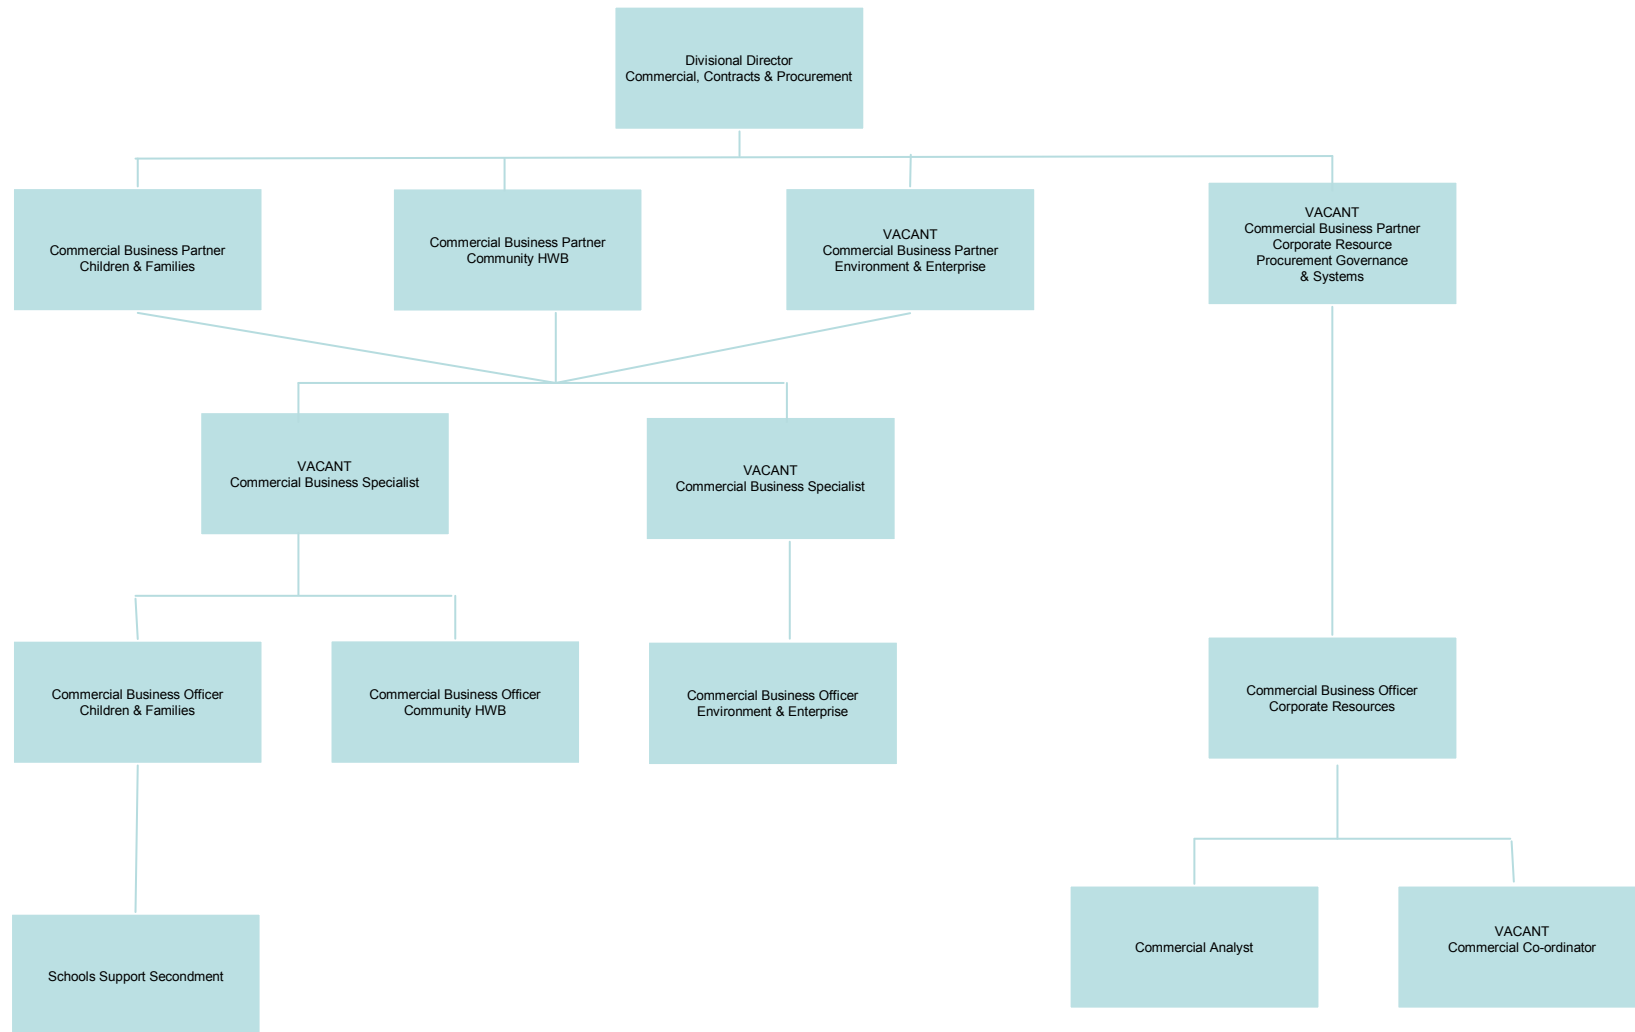 Divisional Director
Commercial, Contracts & Procurement
Commercial Business Partner
Children & Families
Commercial Business Partner
Community HWB
VACANT
Commercial Business Partner
Environment & Enterprise
VACANT
Commercial Business Partner
Corporate Resource
Procurement Governance
& Systems
VACANT
Commercial Business Specialist
VACANT
Commercial Business Specialist
Commercial Business Officer
Children & Families
Commercial Business Officer
Community HWB
Commercial Business Officer
Environment & Enterprise
Commercial Business Officer
Corporate Resources
Schools Support Secondment
Commercial Analyst
VACANT
Commercial Co-ordinator